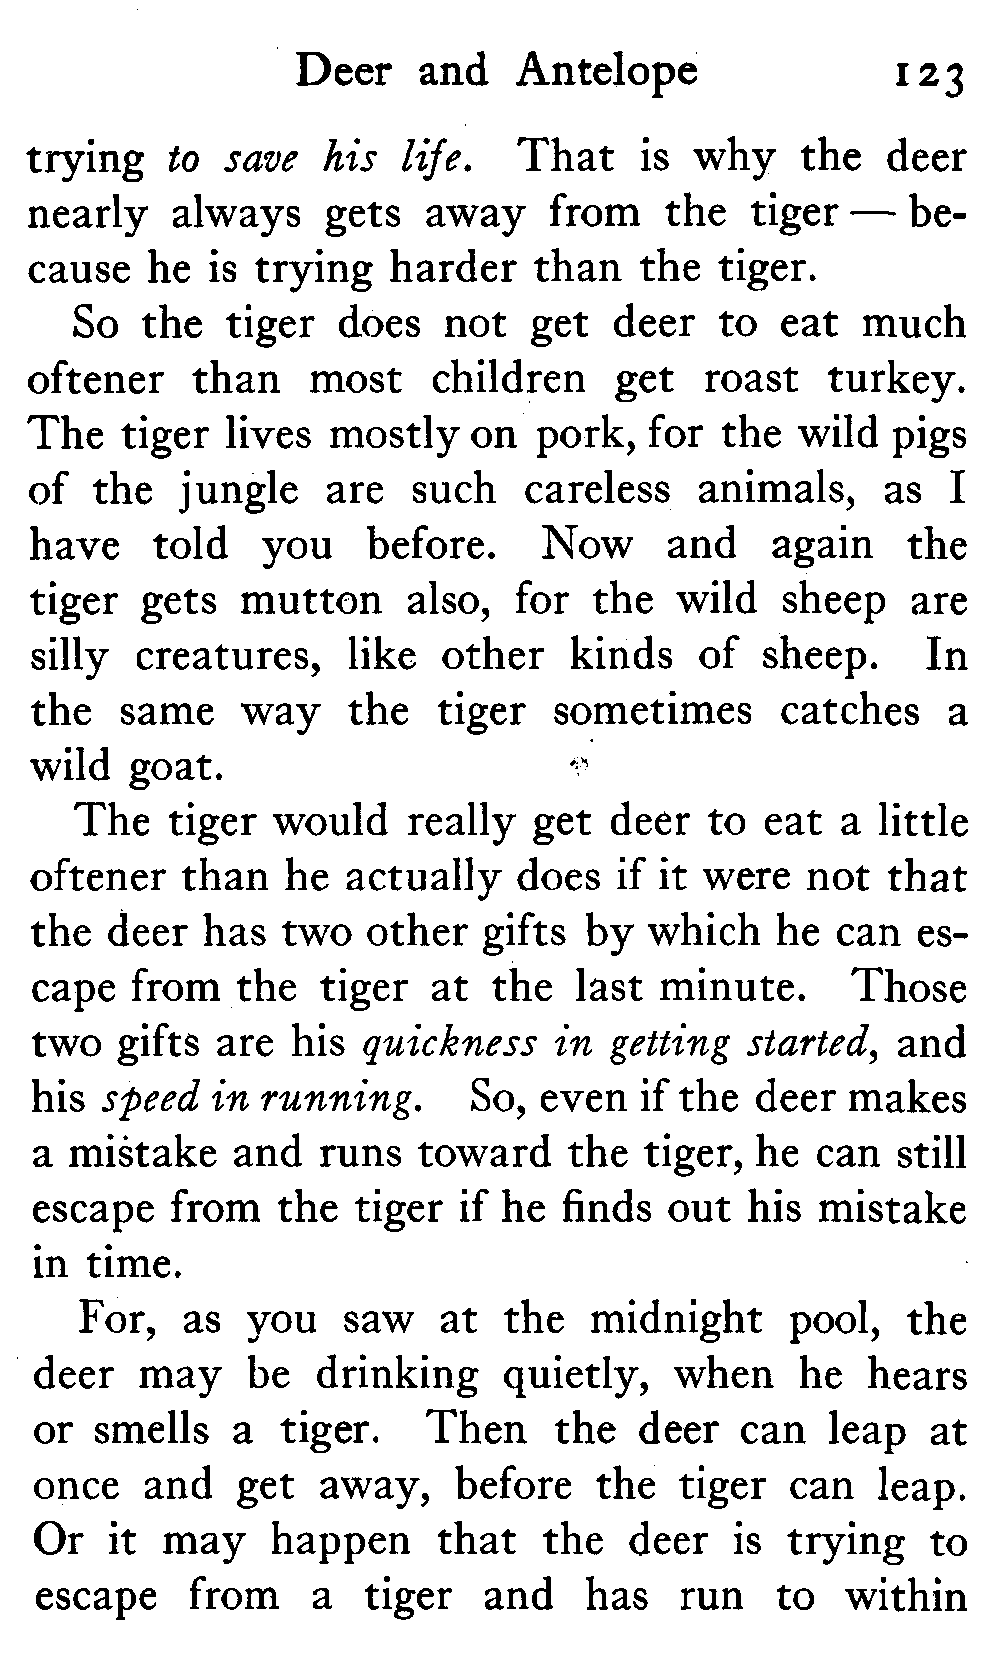 Deer and Antelope 123
trying to save his life. That is why the deer
nearly always gets away from the tiger — be-
cause he is trying harder than the tiger.
So the tiger does not get deer to eat much
oftener than most children get roast turkey.
The tiger lives mostly on pork, for the wild pigs
of the jungle are such careless animals, as I
have told you before. Now and again the
tiger gets mutton also, for the wild sheep are
silly creatures, like other kinds of sheep. In
the same way the tiger sometimes catches a
wild goat.
The tiger would really get deer to eat a little
oftener than he actually does if it were not that
the deer has two other gifts by which he can es-
cape from the tiger at the last minute. Those
two gifts are his quickness in getting started, and
his speed in running. So, even if the deer makes
a mistake and runs toward the tiger, he can still
escape from the tiger if he finds out his mistake
in time.
For, as you saw at the midnight pool, the
deer may be drinking quietly, when he hears
or smells a tiger. Then the deer can leap at
once and get away, before the tiger can leap.
Or it may happen that the deer is trying to
escape from a tiger and has run to within